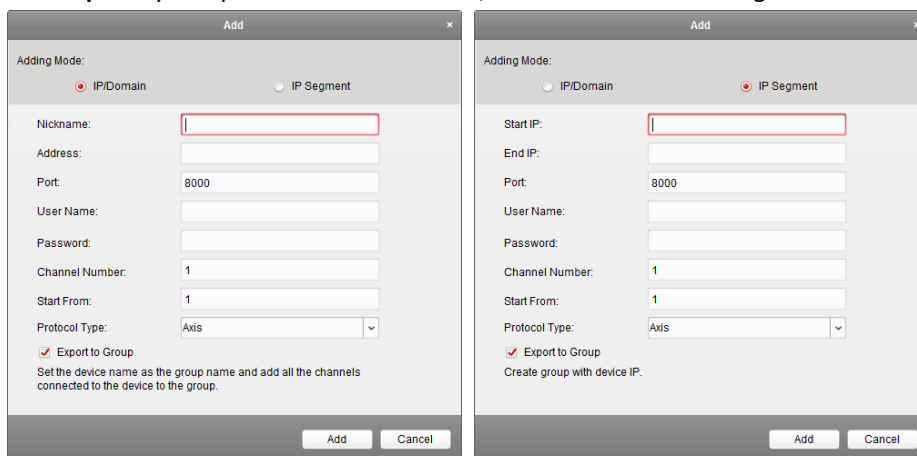 Add ×
Adding Mode:
IP/Domain IP Segment
Nickname:
Address:
Port: 8000
User Name:
Password:
Channel Number: 1
Start From: 1
Protocol Type: Axis
Export to Group
Set the device name as the group name and add all the channels
connected to the device to the group.
Add Cancel
Add ×
Adding Mode:
IP/Domain IP Segment
Start IP:
End IP:
Port: 8000
User Name:
Password:
Channel Number: 1
Start From: 1
Protocol Type: Axis
Export to Group
Create group with device IP.
Add Cancel